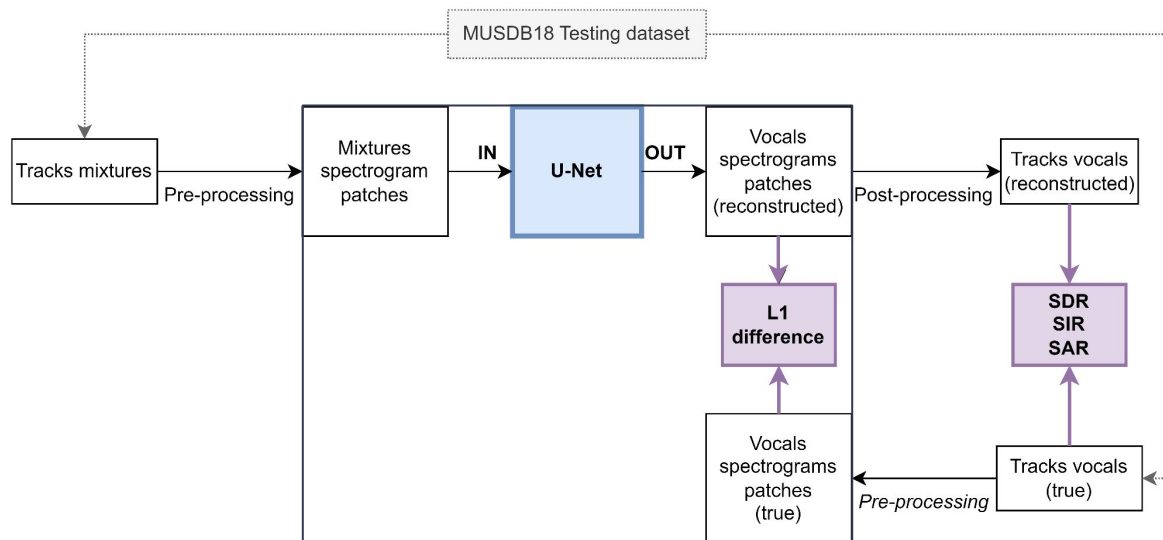 MUSDB18 Testing dataset
Tracks mixtures
Pre-processing
Mixtures
spectrogram
patches
IN
U-Net
OUT
Vocals
spectrograms
patches
(reconstructed)
Post-processing
Tracks vocals
(reconstructed)
L1
difference
SDR
SIR
SAR
Vocals
spectrograms
patches
(true)
Pre-processing
Tracks vocals
(true)